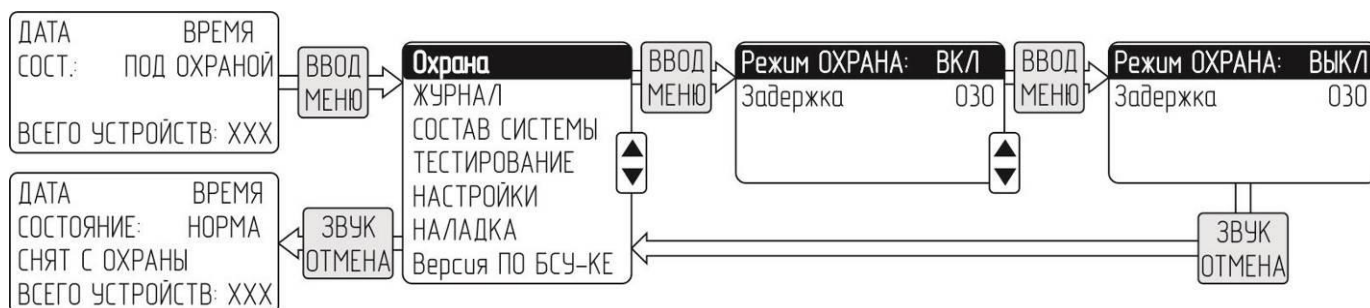 ДАТА ВРЕМЯ
СОСТ.: ПОД ОХРАНОЙ
ВСЕГО УСТРОЙСТВ: XXX
ВВОД
МЕНЮ
Охрана
ЖУРНАЛ
СОСТАВ СИСТЕМЫ
ТЕСТИРОВАНИЕ
НАСТРОЙКИ
НАЛАДКА
Версия ПО БСУ-КЕ
ВВОД
МЕНЮ
Режим ОХРАНА: ВКЛ
Задержка 030
ВВОД
МЕНЮ
Режим ОХРАНА: ВЫКЛ
Задержка 030
ЗВУК
ОТМЕНА
ЗВУК
ОТМЕНА
ДАТА ВРЕМЯ
СОСТОЯНИЕ: НОРМА
СНЯТ С ОХРАНЫ
ВСЕГО УСТРОЙСТВ: XXX